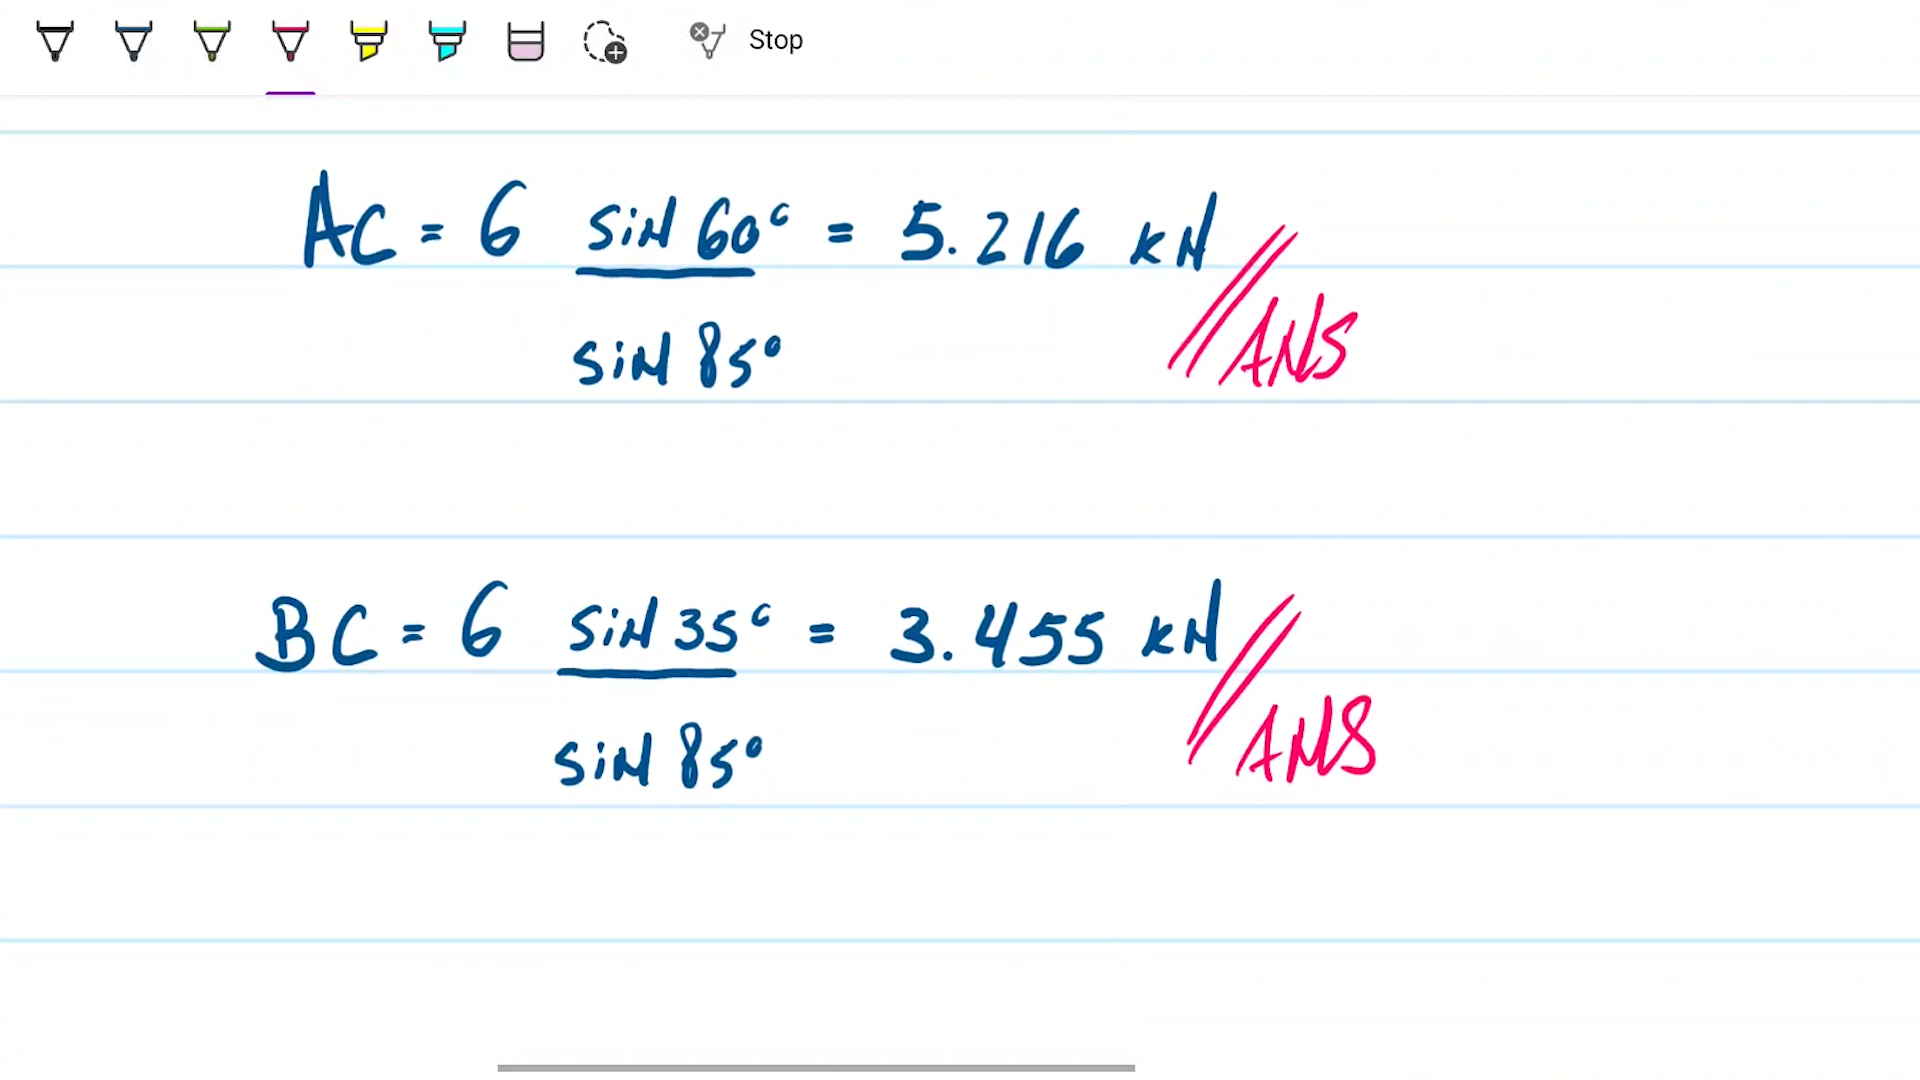 Stop
AC = 6 sin 60° = 5.216 kN
sin 85°
ANS
BC = 6 sin 35° = 3.455 kN
sin 85°
ANS